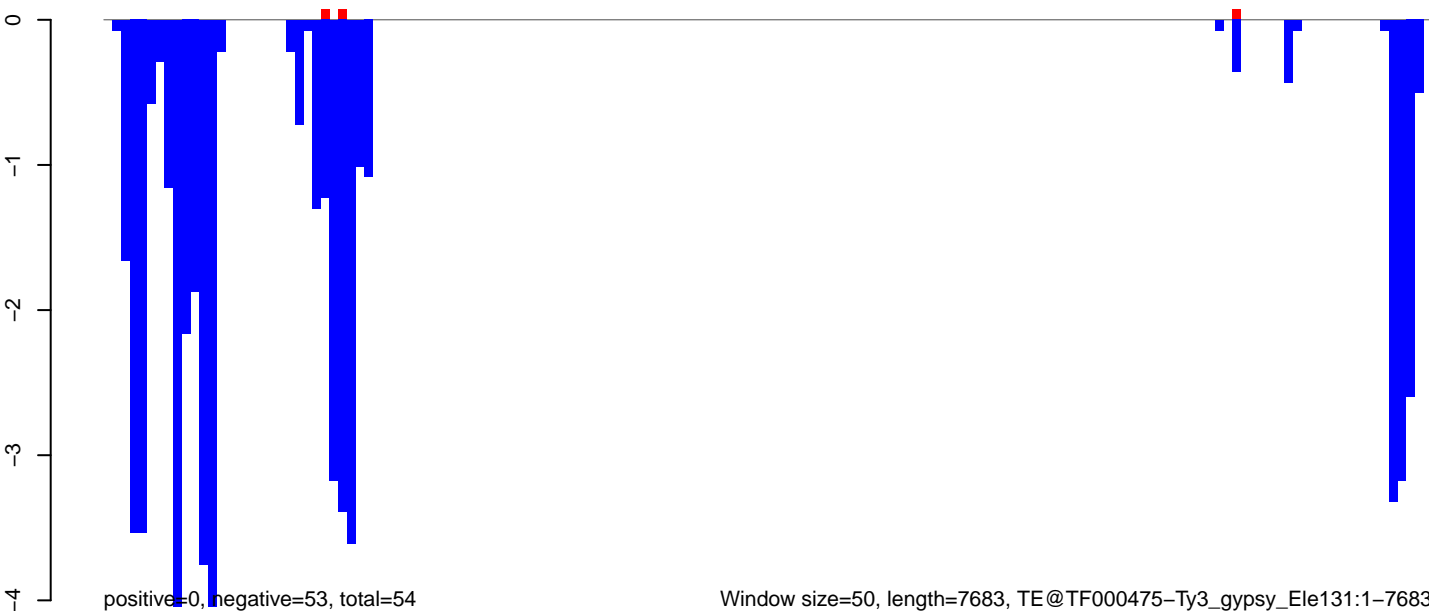 0
−1
−2
−3
−4
positive=0, negative=53, total=54
Window size=50, length=7683, TE@TF000475−Ty3_gypsy_Ele131:1−7683